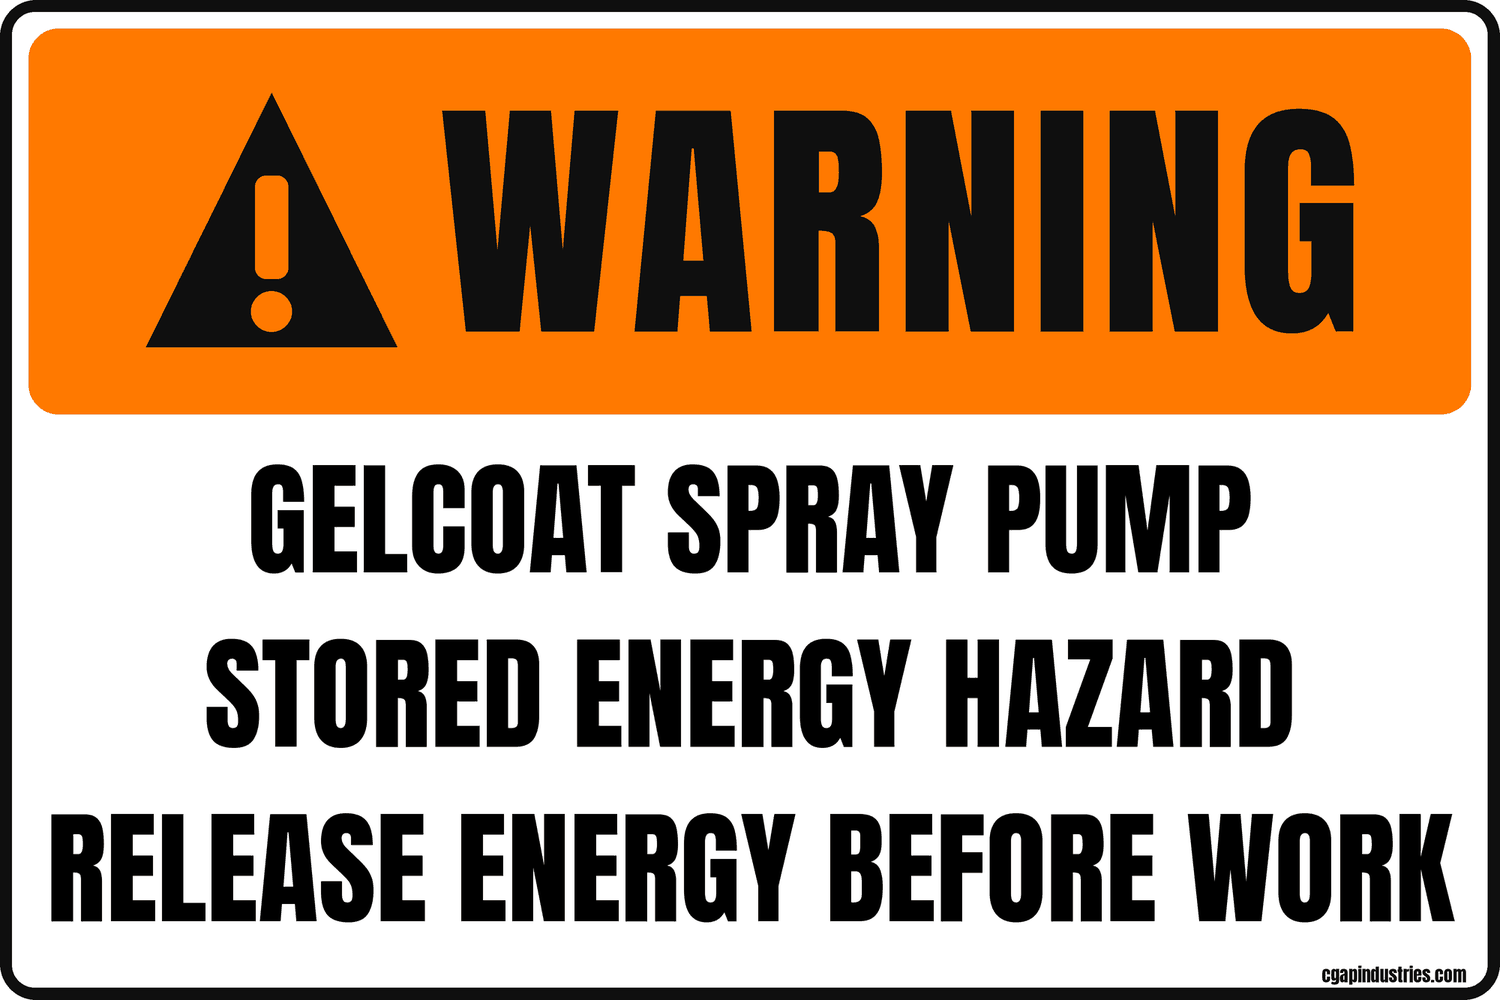 WARNING
GELCOAT SPRAY PUMP
STORED ENERGY HAZARD
RELEASE ENERGY BEFORE WORK
cgapindustries.com